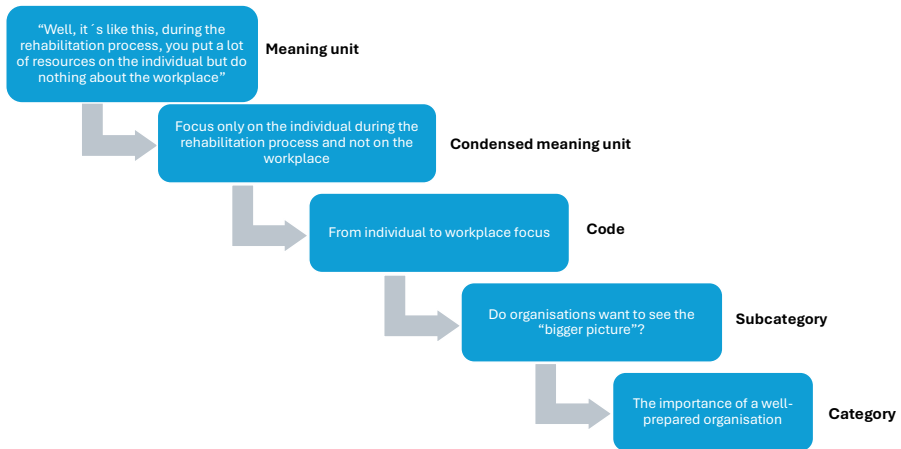 “Well, it´s like this, during the
rehabilitation process, you put a lot
of resources on the individual but do
nothing about the workplace”
Meaning unit
Focus only on the individual during the
rehabilitation process and not on the
workplace
Condensed meaning unit
From individual to workplace focus
Code
Do organisations want to see the
“bigger picture”?
Subcategory
The importance of a well-
prepared organisation
Category